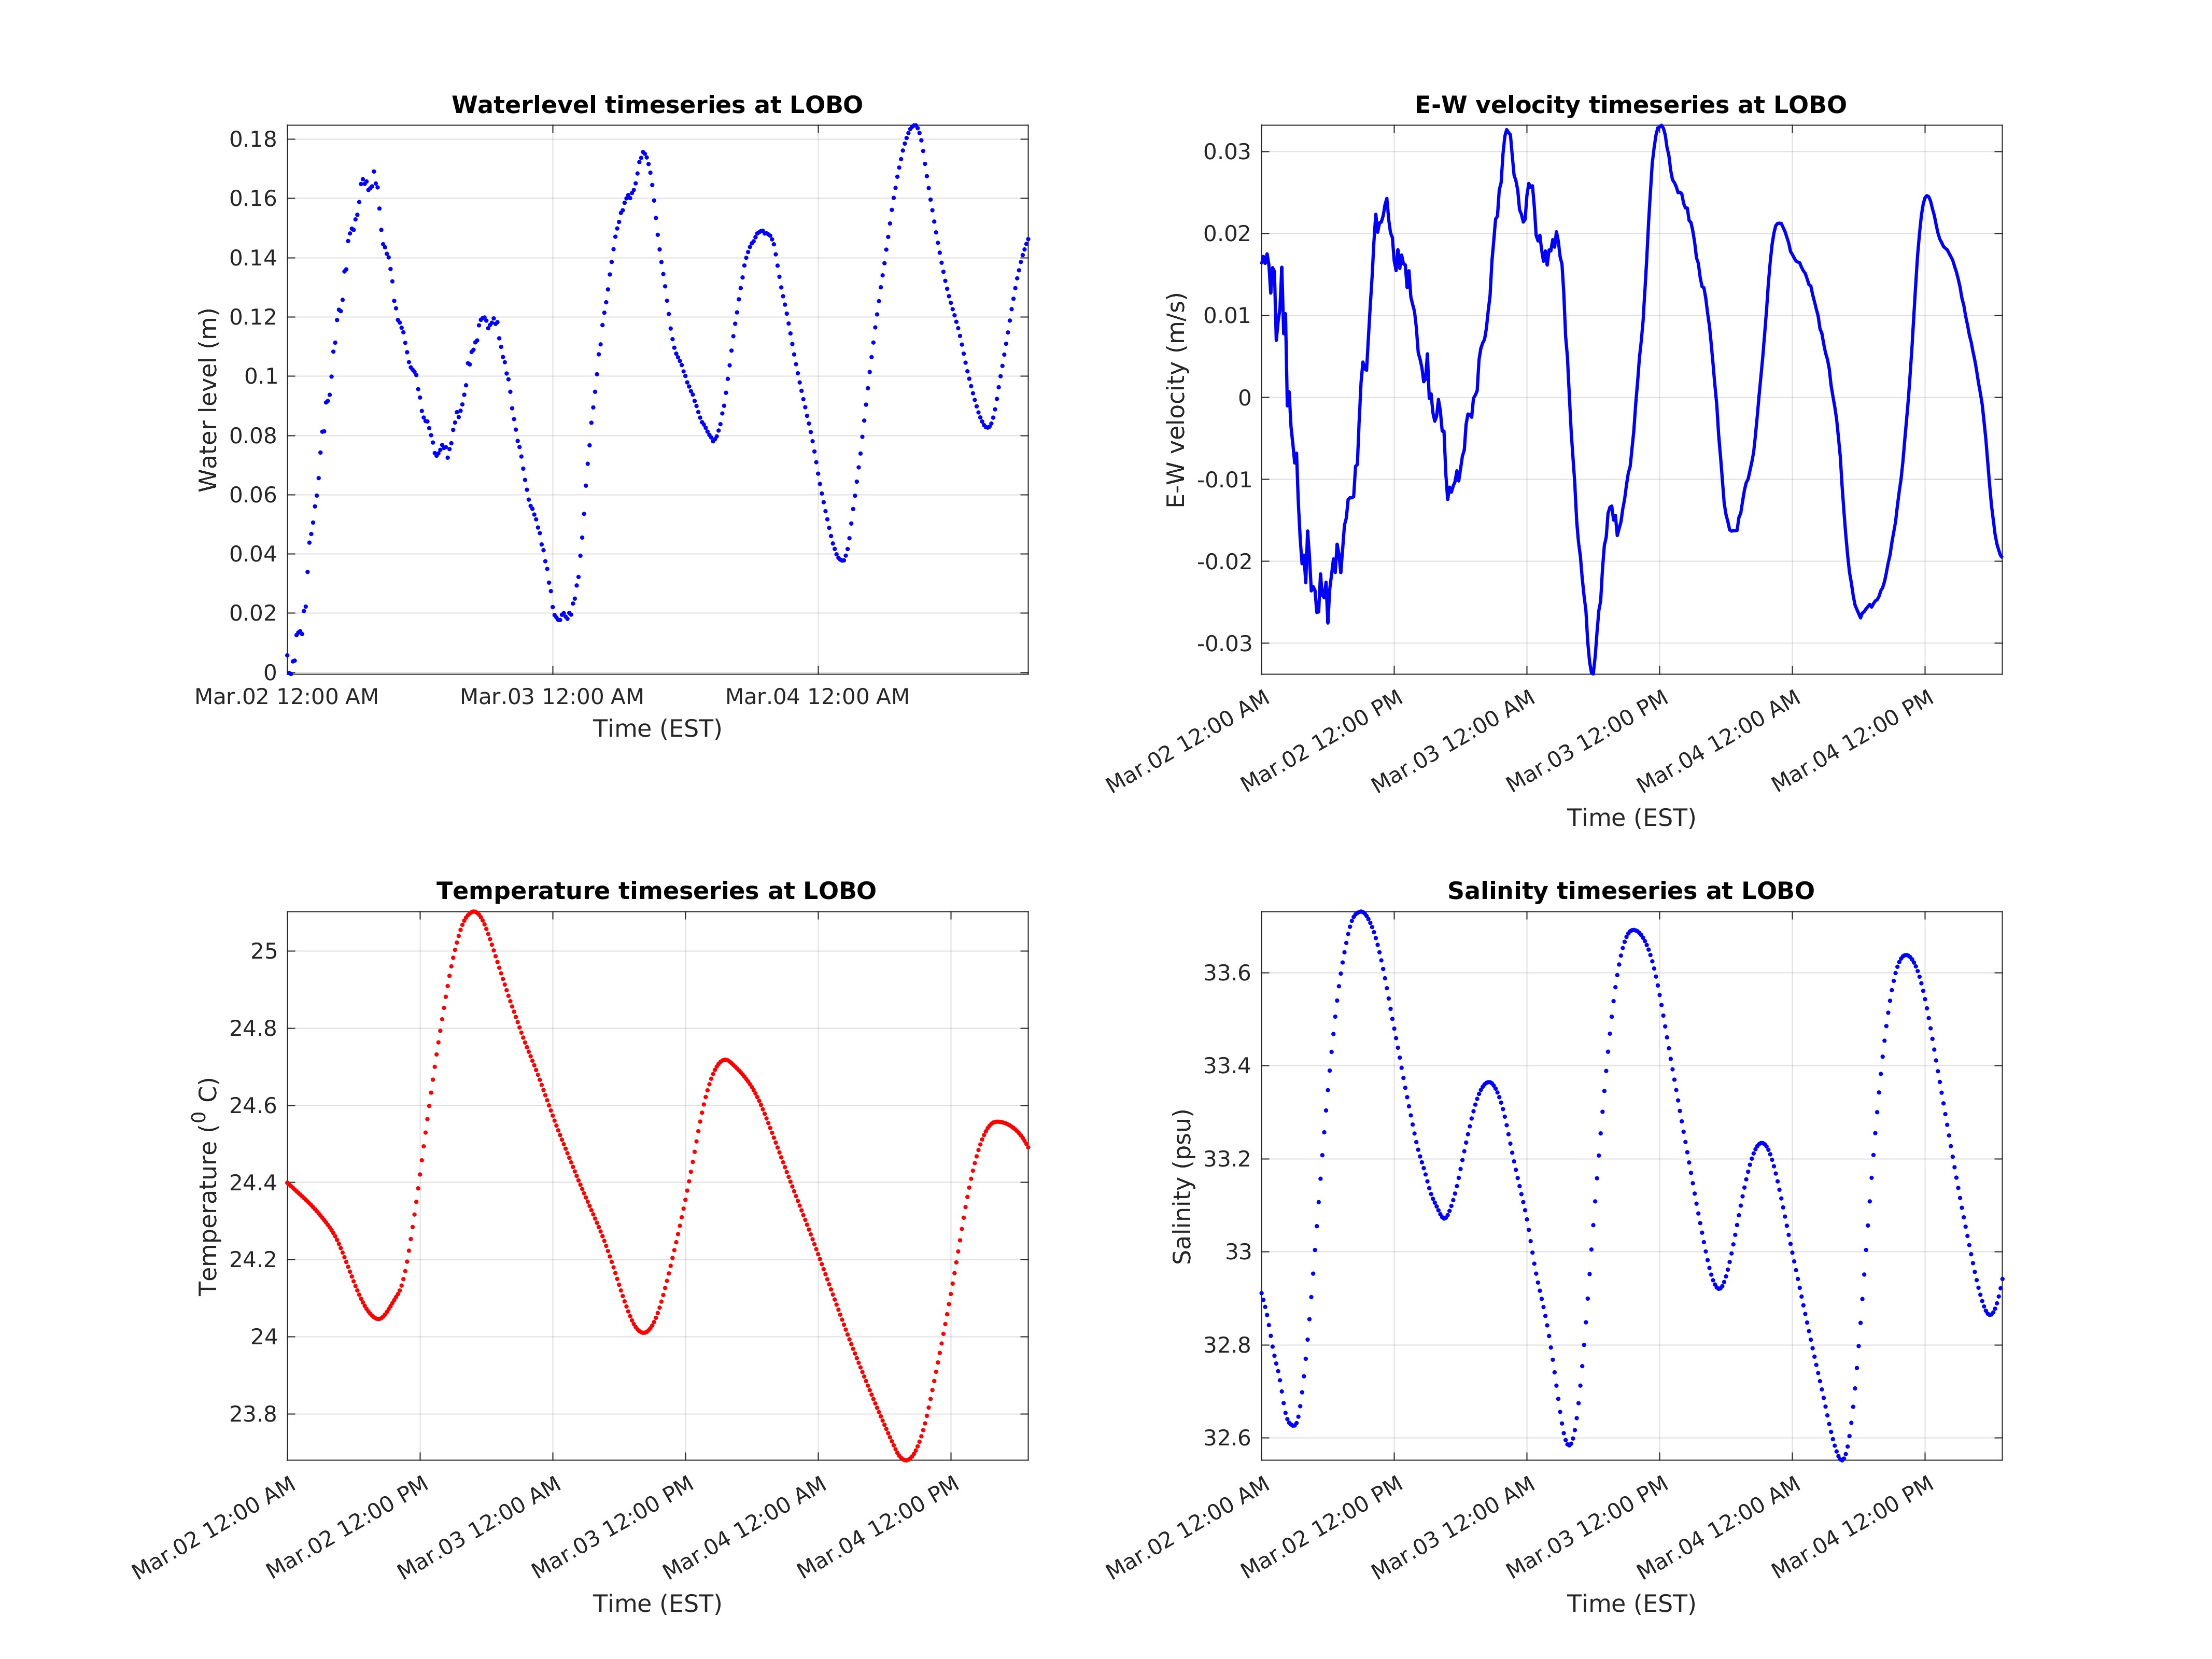 Waterlevel timeseries at LOBO
0.18
0.16
0.14
0.12
0.1
0.08
0.06
0.04
0.02
0
Water level (m)
Mar.02 12:00 AM
Mar.03 12:00 AM
Mar.04 12:00 AM
Time (EST)
E-W velocity timeseries at LOBO
0.03
0.02
0.01
0
-0.01
-0.02
-0.03
E-W velocity (m/s)
Mar.02 12:00 AM
Mar.02 12:00 PM
Mar.03 12:00 AM
Mar.03 12:00 PM
Mar.04 12:00 AM
Mar.04 12:00 PM
Time (EST)
Temperature timeseries at LOBO
25
24.8
24.6
24.4
24.2
24
23.8
Temperature (⁰ C)
Mar.02 12:00 AM
Mar.02 12:00 PM
Mar.03 12:00 AM
Mar.03 12:00 PM
Mar.04 12:00 AM
Mar.04 12:00 PM
Time (EST)
Salinity timeseries at LOBO
33.6
33.4
33.2
33
32.8
32.6
Salinity (psu)
Mar.02 12:00 AM
Mar.02 12:00 PM
Mar.03 12:00 AM
Mar.03 12:00 PM
Mar.04 12:00 AM
Mar.04 12:00 PM
Time (EST)